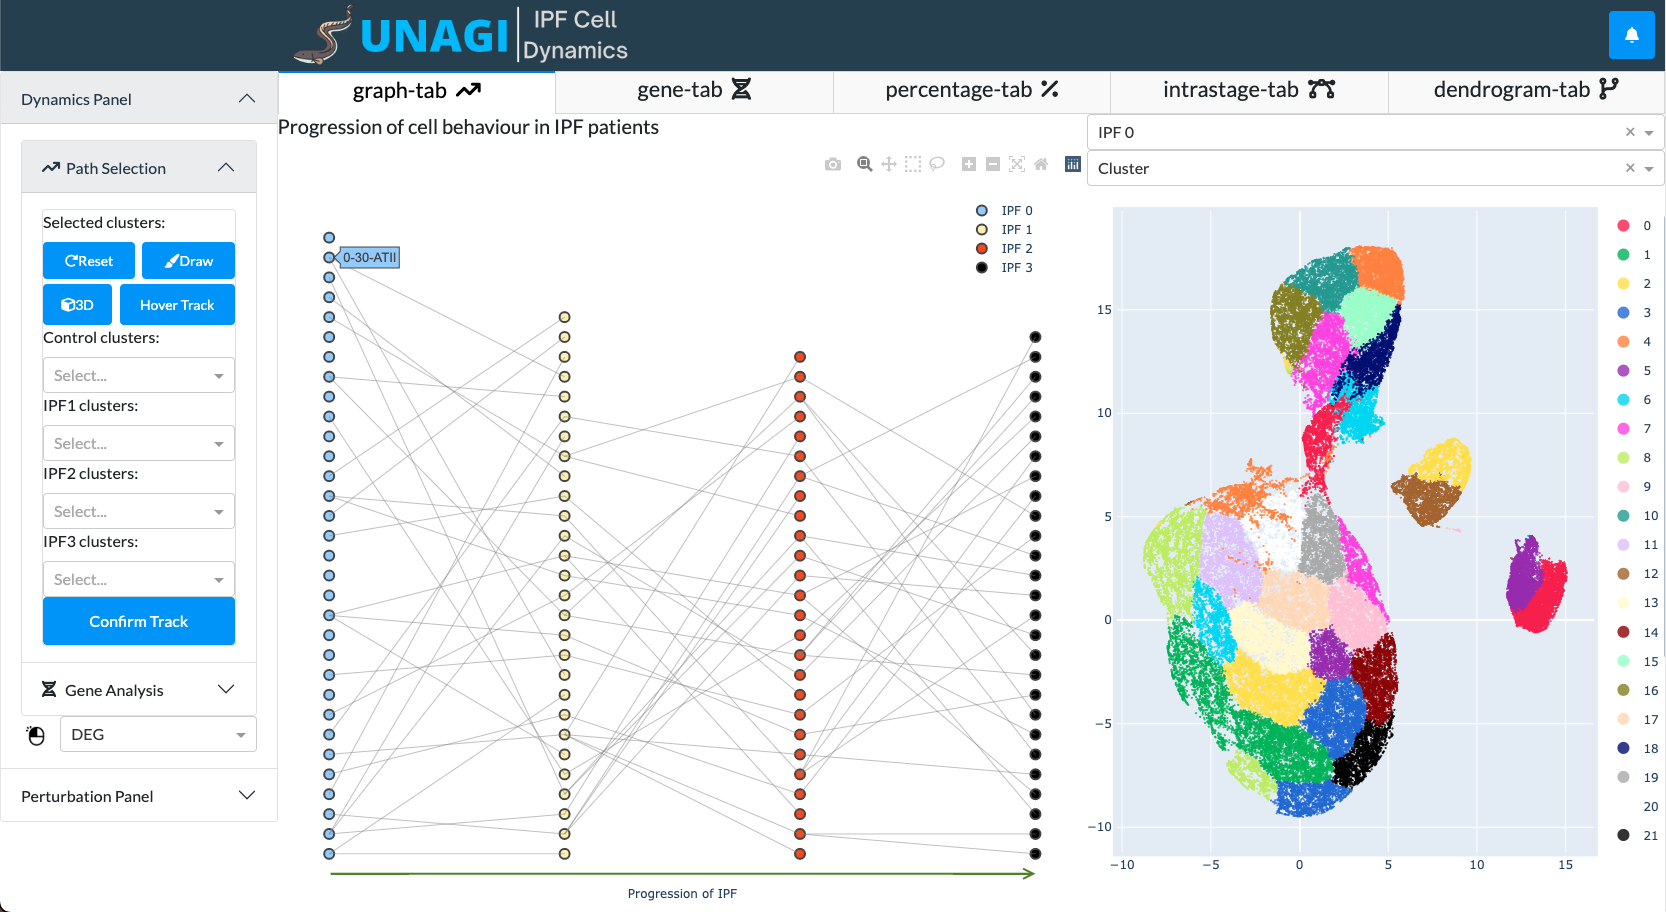 UNAGI
IPF Cell
Dynamics
Dynamics Panel
Path Selection
Selected clusters:
Reset
Draw
3D
Hover Track
Control clusters:
Select...
IPF1 clusters:
Select...
IPF2 clusters:
Select...
IPF3 clusters:
Select...
Confirm Track
Gene Analysis
DEG
Perturbation Panel
graph-tab
gene-tab
percentage-tab
intrastage-tab
dendrogram-tab
Progression of cell behaviour in IPF patients
IPF 0
IPF 1
IPF 2
IPF 3
0-30-ATII
Progression of IPF
IPF 0
×
Cluster
×
15
10
5
0
−5
−10
−10
−5
0
5
10
15
0
1
2
3
4
5
6
7
8
9
10
11
12
13
14
15
16
17
18
19
20
21